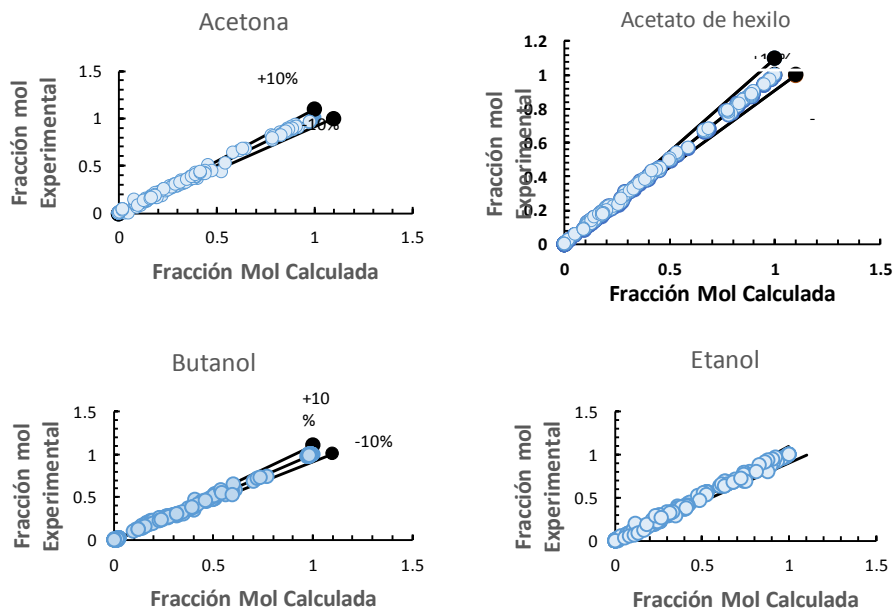 Acetona
Fracción mol
Experimental
1.5
1
0.5
0
+10%
-10%
0
0.5
1
1.5
Fracción Mol Calculada
Acetato de hexilo
Fracción mol
Experimental
1.2
1
0.8
0.6
0.4
0.2
0
-
0
0.5
1
1.5
Fracción Mol Calculada
Butanol
Fracción mol
Experimental
1.5
1
0.5
0
+10
%
-10%
0
0.5
1
1.5
Fracción Mol Calculada
Etanol
Fracción mol
Experimental
1.5
1
0.5
0
0
0.5
1
1.5
Fracción Mol Calculada